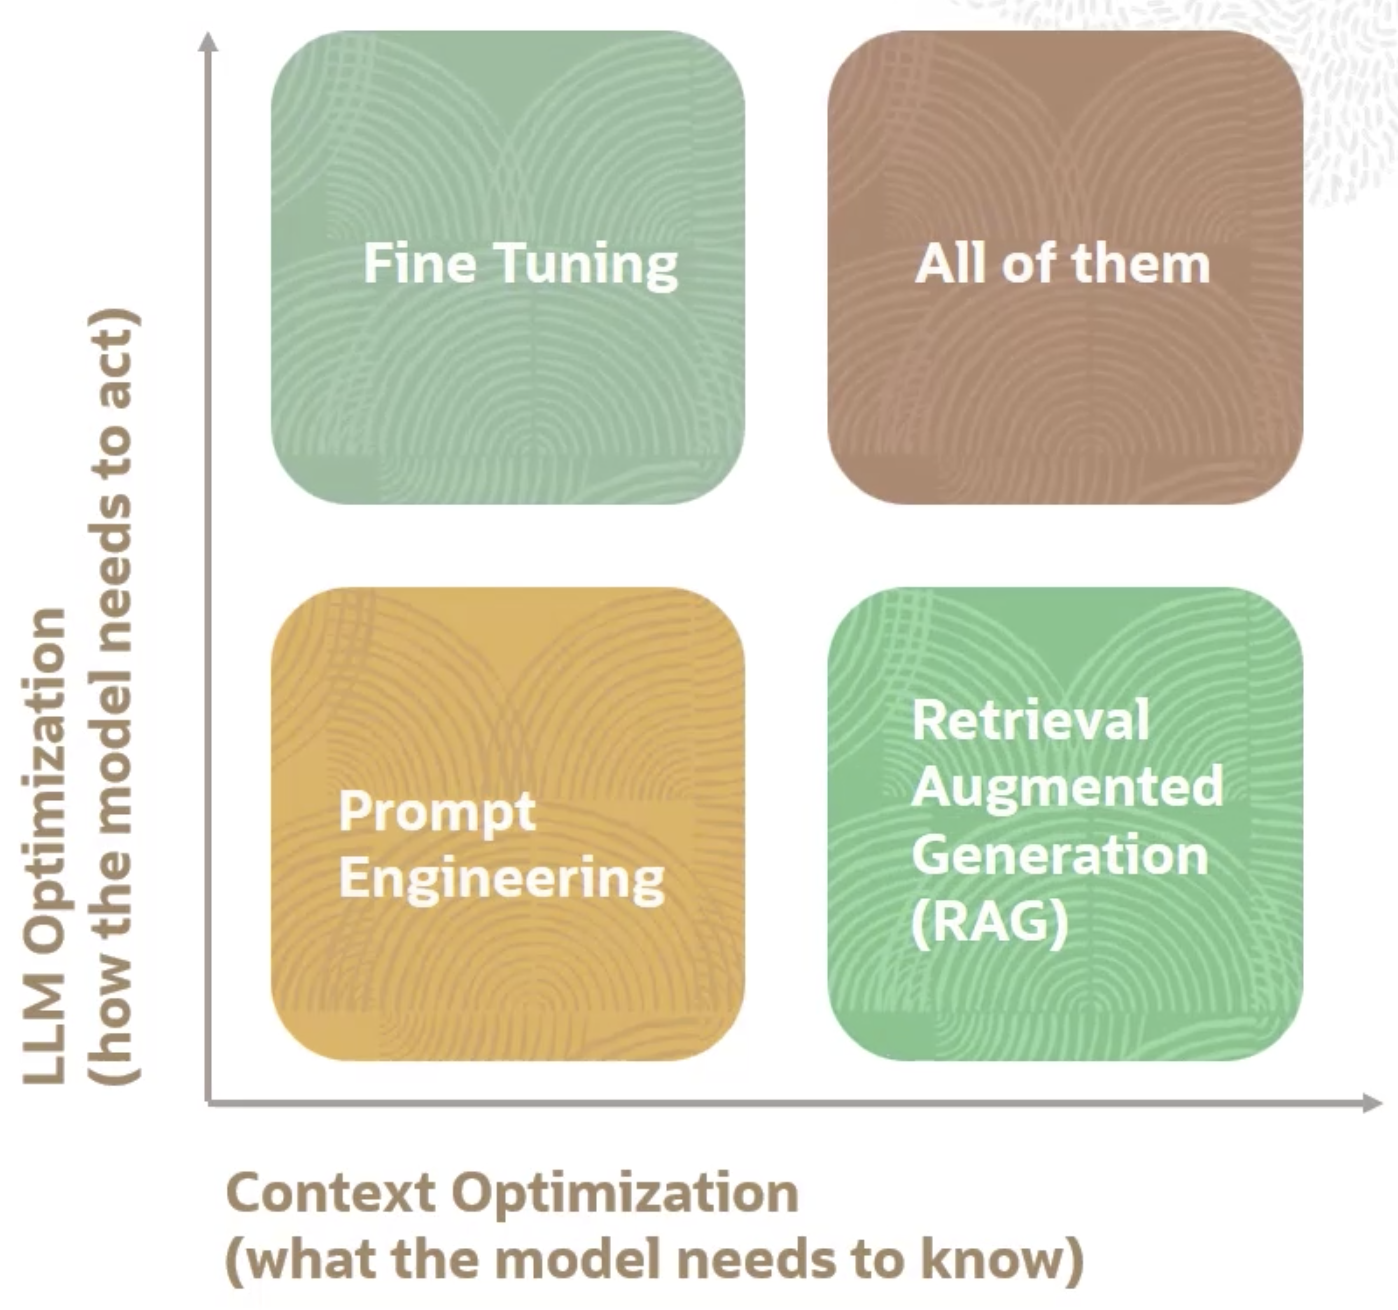 LLM Optimization
(how the model needs to act)
Fine Tuning
All of them
Prompt
Engineering
Retrieval
Augmented
Generation
(RAG)
Context Optimization
(what the model needs to know)